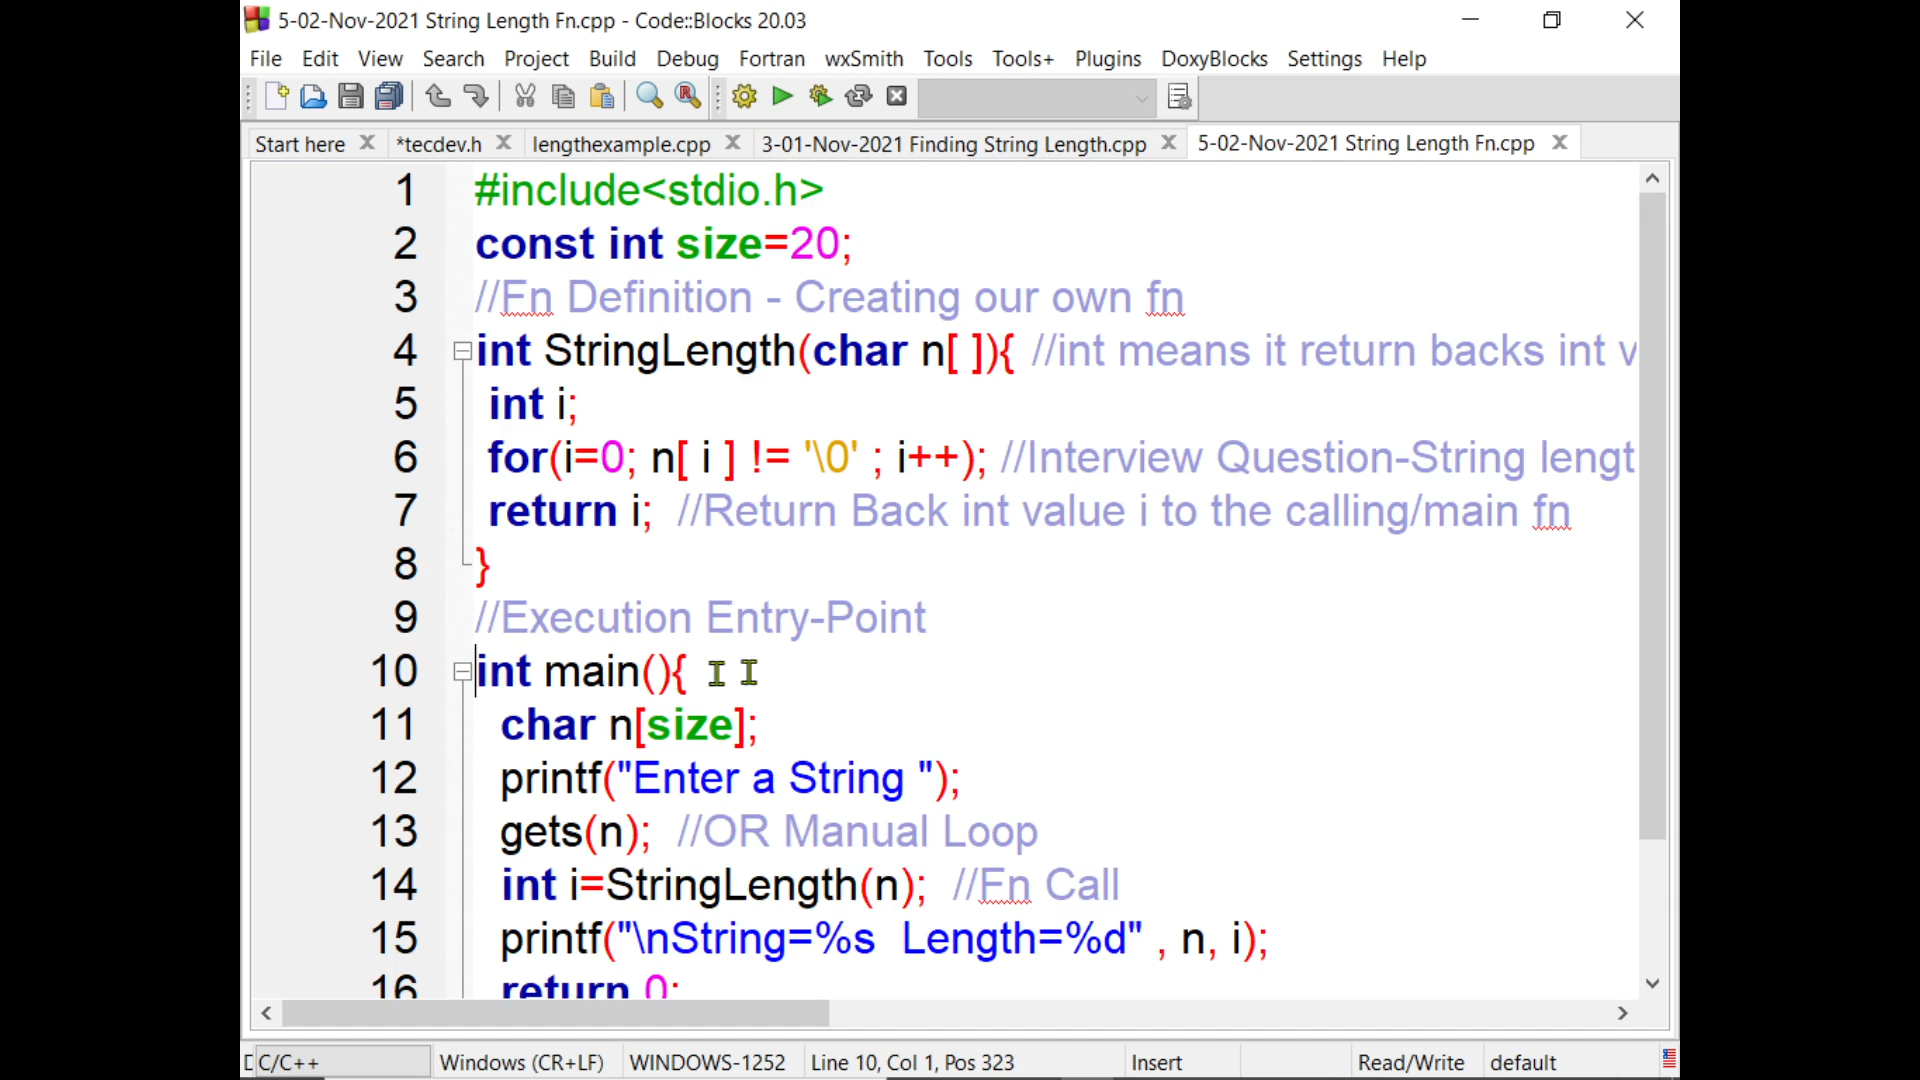 5-02-Nov-2021 String Length Fn.cpp - Code::Blocks 20.03
File Edit View Search Project Build Debug Fortran wxSmith Tools Tools+ Plugins DoxyBlocks Settings Help
Start here *tecdev.h lengthexample.cpp 3-01-Nov-2021 Finding String Length.cpp 5-02-Nov-2021 String Length Fn.cpp
1 #include<stdio.h>
2 const int size=20;
3 //Fn Definition - Creating our own fn
4 int StringLength(char n[ ]){ //int means it return backs int v
5 int i;
6 for(i=0; n[ i ] != '\0' ; i++); //Interview Question-String lengt
7 return i; //Return Back int value i to the calling/main fn
8 }
9 //Execution Entry-Point
10 int main(){
11 char n[size];
12 printf("Enter a String ");
13 gets(n); //OR Manual Loop
14 int i=StringLength(n); //Fn Call
15 printf("\nString=%s Length=%d" , n, i);
16 return 0;
C/C++ Windows (CR+LF) WINDOWS-1252 Line 10, Col 1, Pos 323 Insert Read/Write default